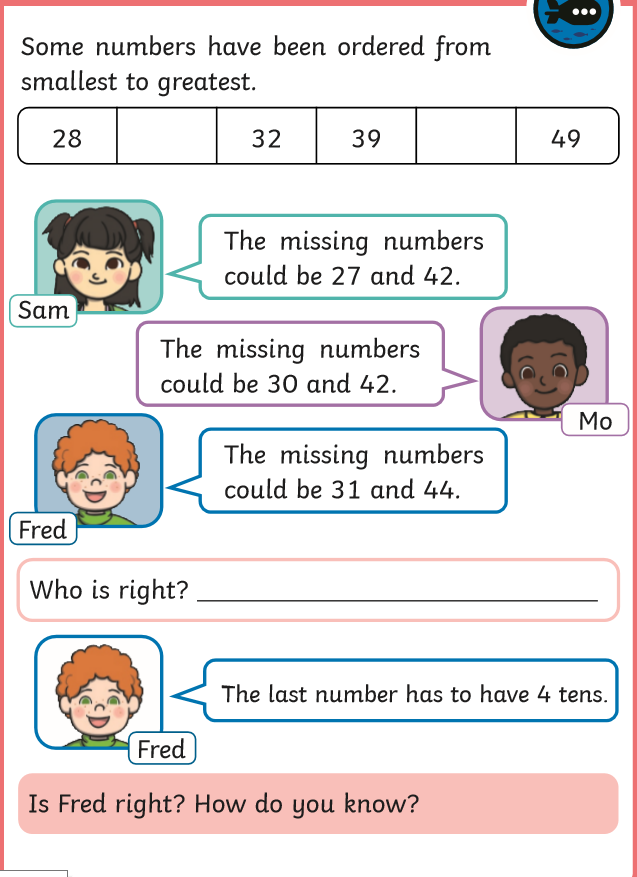 Some numbers have been ordered from
smallest to greatest.
28 32 39 49
The missing numbers
could be 27 and 42.
Sam
The missing numbers
could be 30 and 42.
Mo
The missing numbers
could be 31 and 44.
Fred
Who is right? ____________________
The last number has to have 4 tens.
Fred
Is Fred right? How do you know?